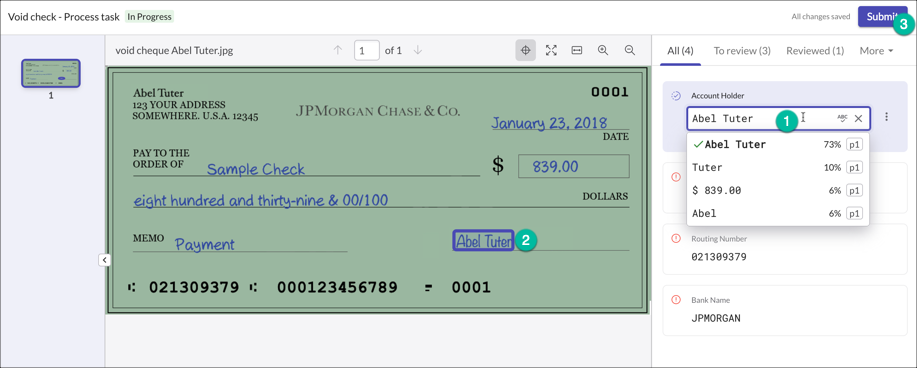 Void check - Process task In Progress
All changes saved
Submit
3
void cheque Abel Tuter.jpg
1 of 1
All (4) To review (3) Reviewed (1) More
1
Abel Tuter
123 YOUR ADDRESS
SOMEWHERE. U.S.A. 12345
JPMORGAN CHASE & CO.
0001
January 23, 2018
DATE
PAY TO THE
ORDER OF Sample Check
$ 839.00
eight hundred and thirty-nine & 00/100 DOLLARS
MEMO Payment
Abel Tuter 2
⑆ 021309379 ⑆ 000123456789 ⑉ 0001
Account Holder
Abel Tuter 1 ABC
Abel Tuter 73% p1
Tuter 10% p1
$ 839.00 6% p1
Abel 6% p1
Routing Number
021309379
Bank Name
JPMORGAN